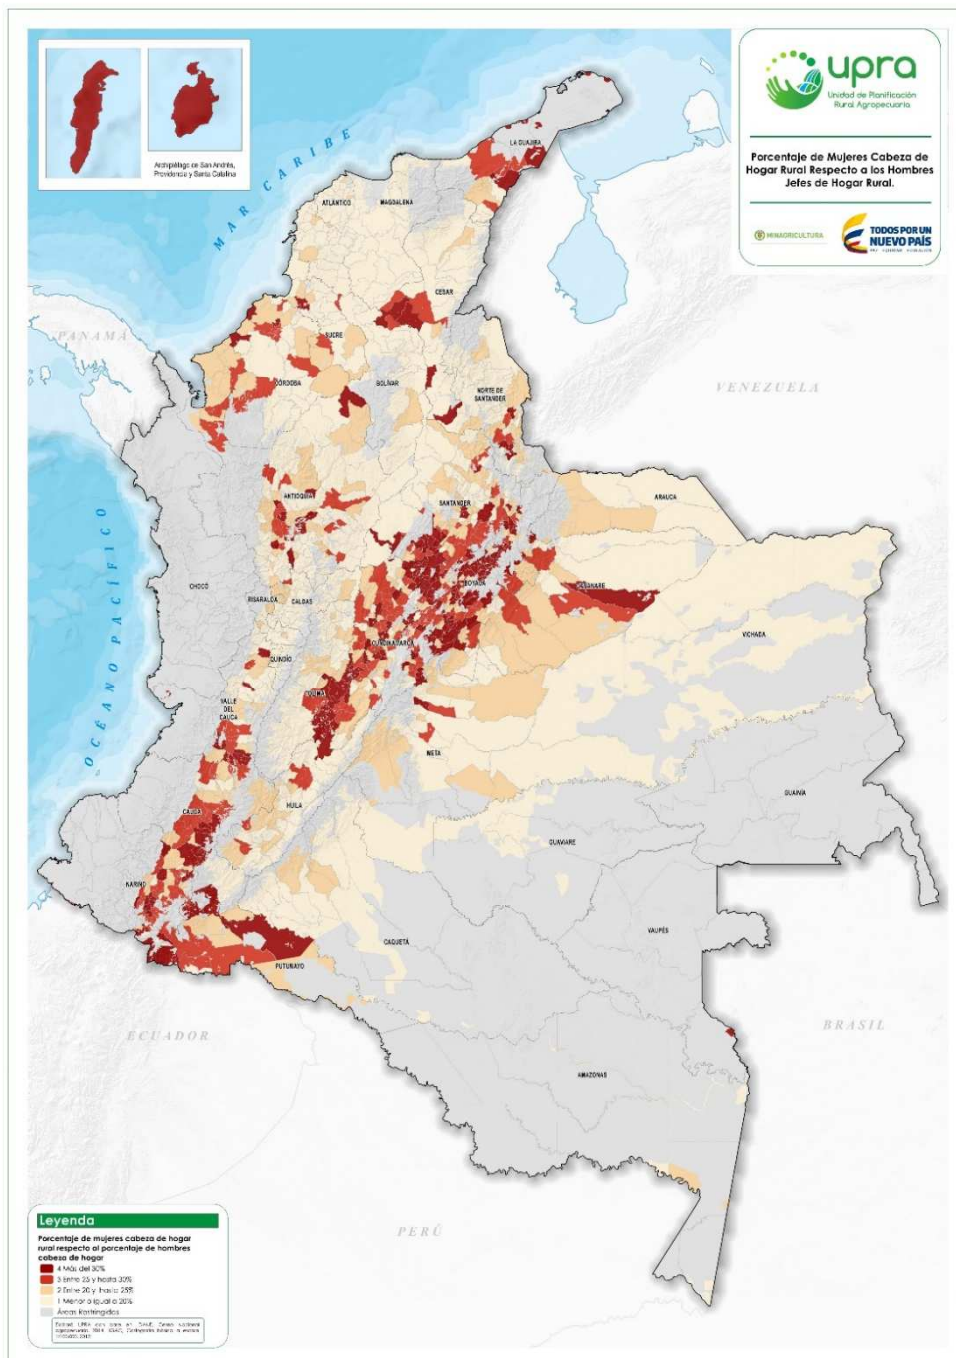 upra
Unidad de Planificación
Rural Agropecuaria
Porcentaje de Mujeres Cabeza de
Hogar Rural Respecto a los Hombres
Jefes de Hogar Rural.
MINAGRICULTURA
TODOS POR UN
NUEVO PAÍS
PAZ EQUIDAD EDUCACIÓN
Archipiélago de San Andrés,
Providencia y Santa Catalina
MAR CARIBE
LA GUAJIRA
ATLÁNTICO
MAGDALENA
CESAR
PANAMÁ
SUCRE
CÓRDOBA
BOLÍVAR
NORTE DE
SANTANDER
VENEZUELA
ANTIOQUIA
SANTANDER
ARAUCA
OCÉANO PACÍFICO
CHOCÓ
RISARALDA
CALDAS
BOYACÁ
CASANARE
CUNDINAMARCA
VICHADA
QUINDÍO
TOLIMA
VALLE
DEL
CAUCA
META
HUILA
GUAINÍA
CAUCA
GUAVIARE
NARIÑO
CAQUETÁ
VAUPÉS
PUTUMAYO
ECUADOR
BRASIL
AMAZONAS
PERÚ
Leyenda
Porcentaje de mujeres cabeza de hogar
rural respecto al porcentaje de hombres
cabeza de hogar
4 Más del 30%
3 Entre 25 y hasta 30%
2 Entre 20 y hasta 25%
1 Menor o igual a 20%
Áreas Restringidas